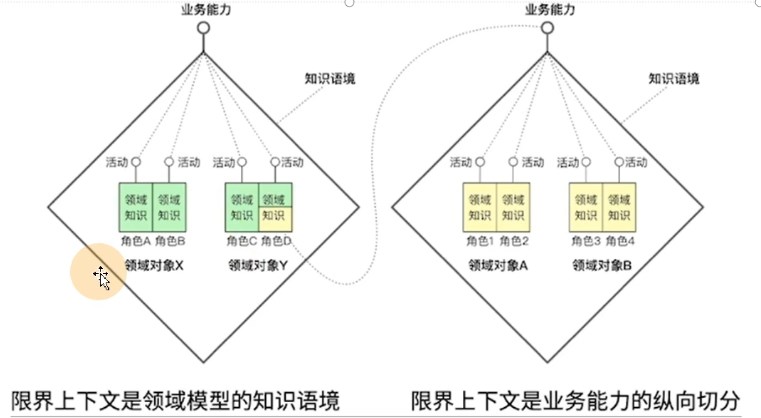 业务能力
业务能力
知识语境
知识语境
活动 活动 活动 活动
活动 活动 活动 活动
领域 领域 领域 领域
知识 知识 知识 知识
领域 领域 领域 领域
知识 知识 知识 知识
角色A 角色B 角色C 角色D
角色1 角色2 角色3 角色4
领域对象X 领域对象Y
领域对象A 领域对象B
限界上下文是领域模型的知识语境
限界上下文是业务能力的纵向切分